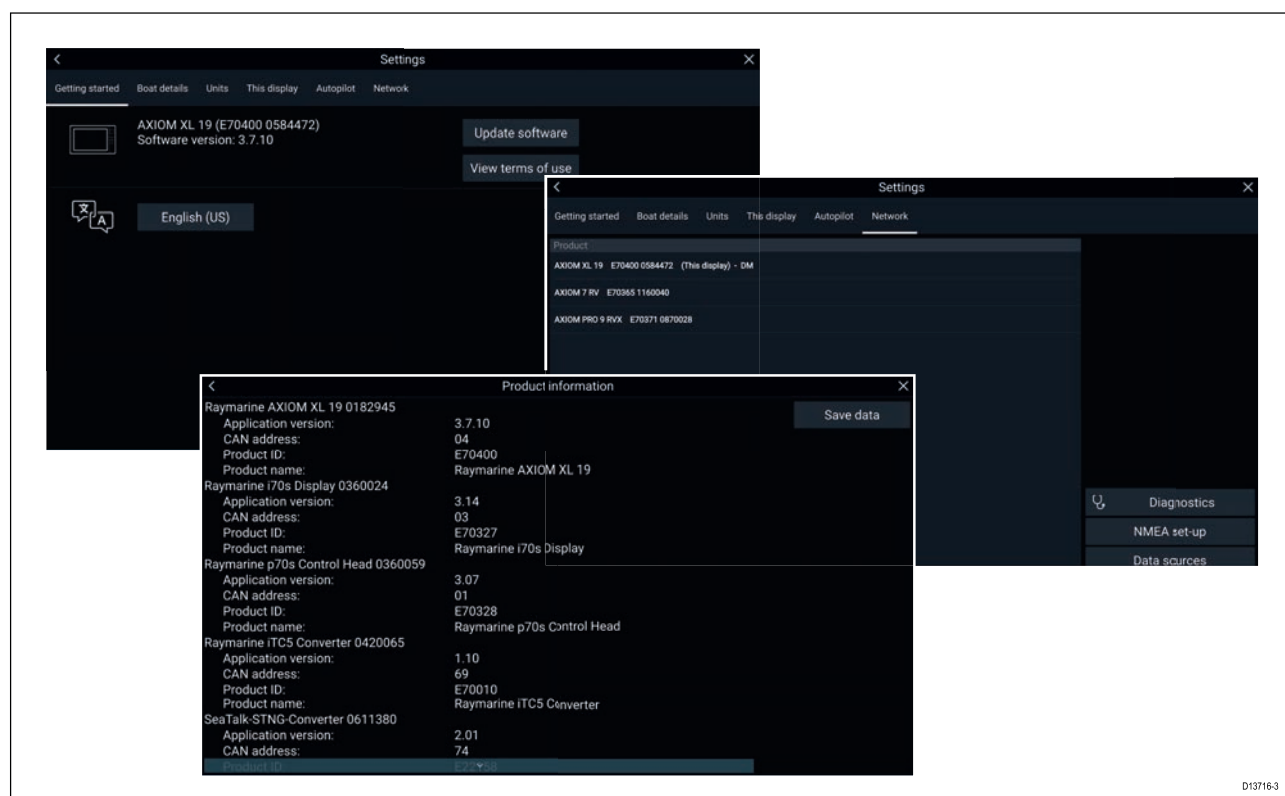 Settings
Getting started Boat details Units This display Autopilot Network
AXIOM XL 19 (E70400 0584472)
Software version: 3.7.10
Update software
View terms of use
文 A
English (US)
Settings
Getting started Boat details Units This display Autopilot Network
Product
AXIOM XL 19 E70400 0584472 (This display) - DM
AXIOM 7 RV E70365 1160040
AXIOM PRO 9 RVX E70371 0870028
Diagnostics
NMEA set-up
Data sources
Product information
Save data
Raymarine AXIOM XL 19 0182945
Application version: 3.7.10
CAN address: 04
Product ID: E70400
Product name: Raymarine AXIOM XL 19
Raymarine i70s Display 0360024
Application version: 3.14
CAN address: 03
Product ID: E70327
Product name: Raymarine i70s Display
Raymarine p70s Control Head 0360059
Application version: 3.07
CAN address: 01
Product ID: E70328
Product name: Raymarine p70s Control Head
Raymarine iTC5 Converter 0420065
Application version: 1.10
CAN address: 69
Product ID: E70010
Product name: Raymarine iTC5 Converter
SeaTalk-STNG-Converter 0611380
Application version: 2.01
CAN address: 74
Product ID:
D13716-3